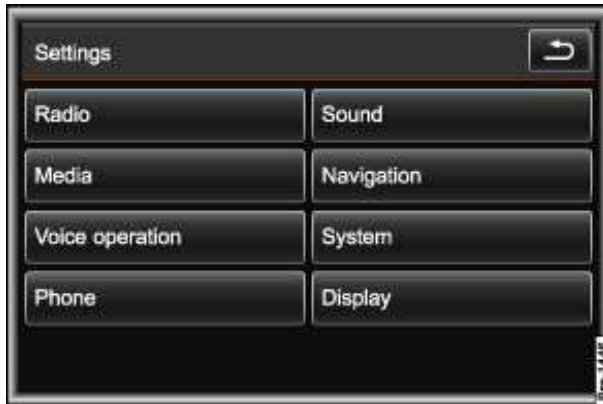 Settings
Radio
Sound
Media
Navigation
Voice operation
System
Phone
Display